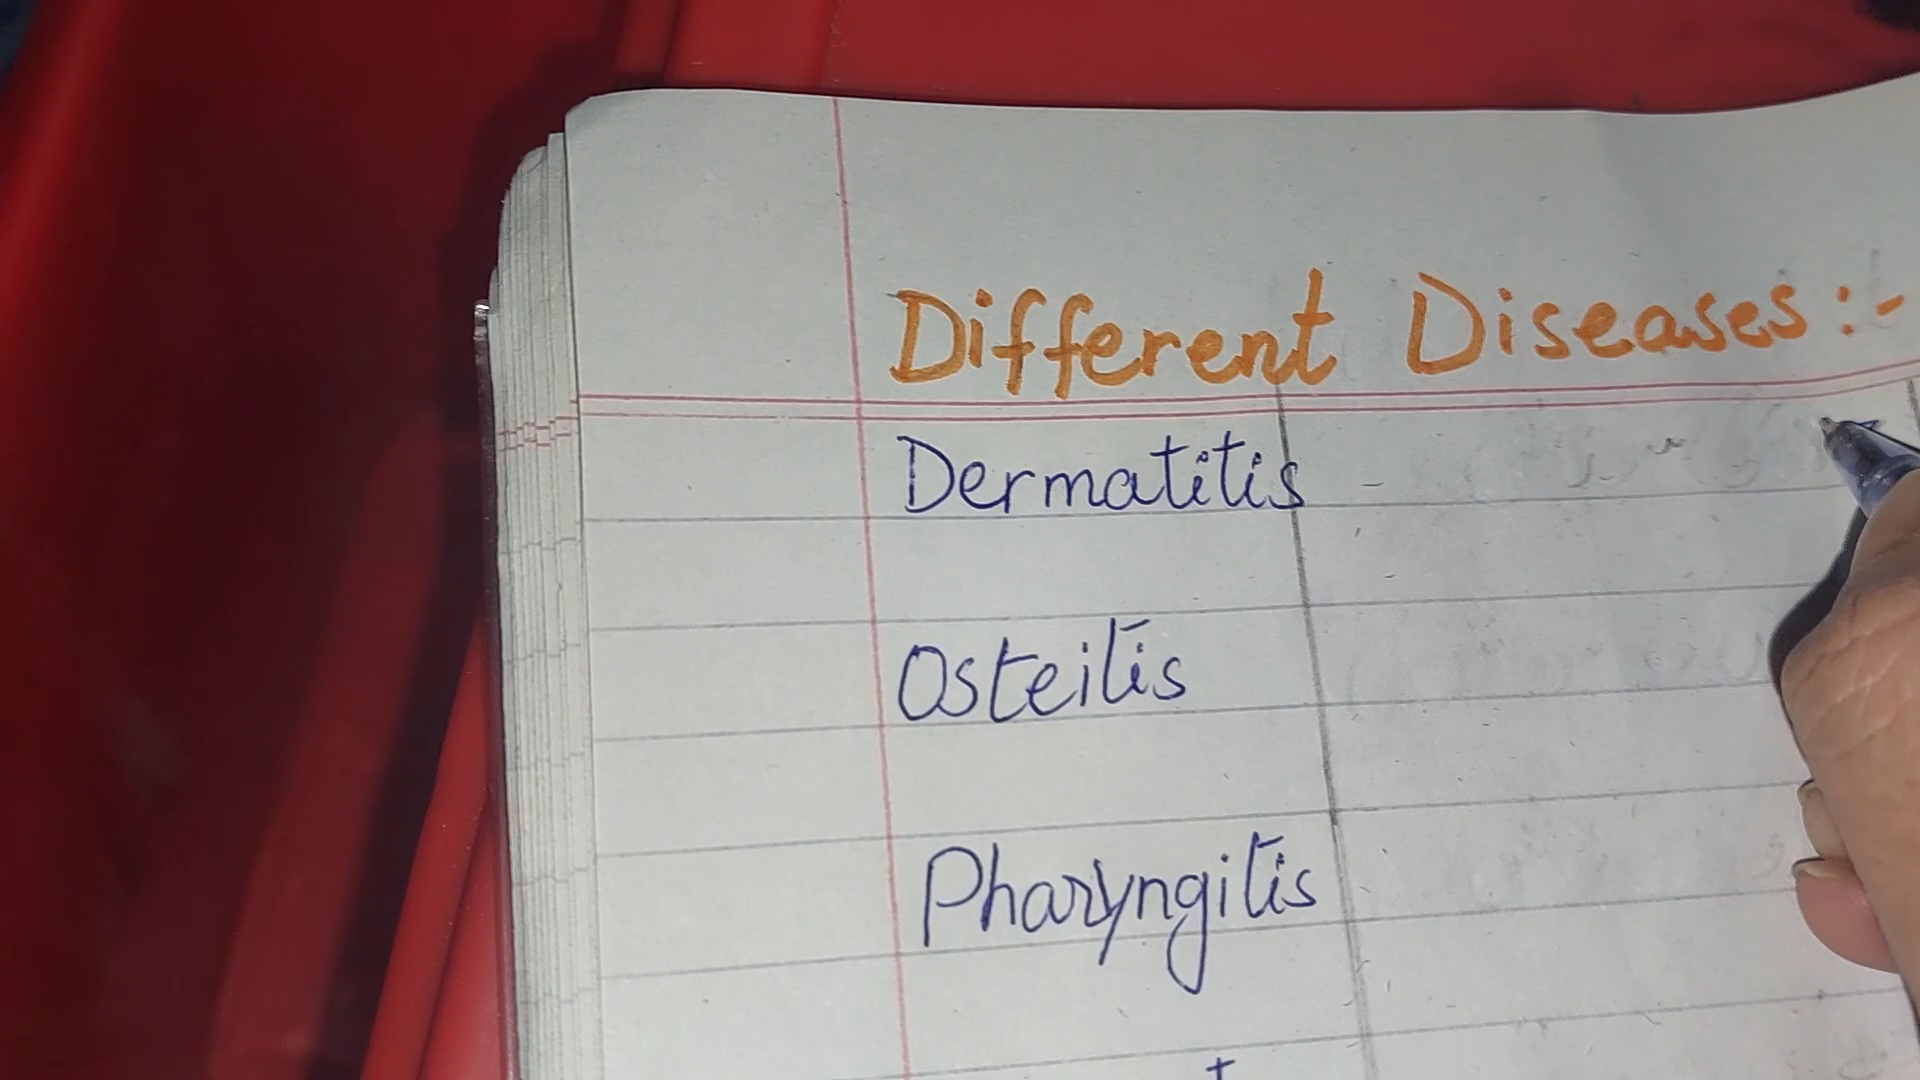 Different Diseases :-
Dermatitis -
Osteitis
Pharyngitis